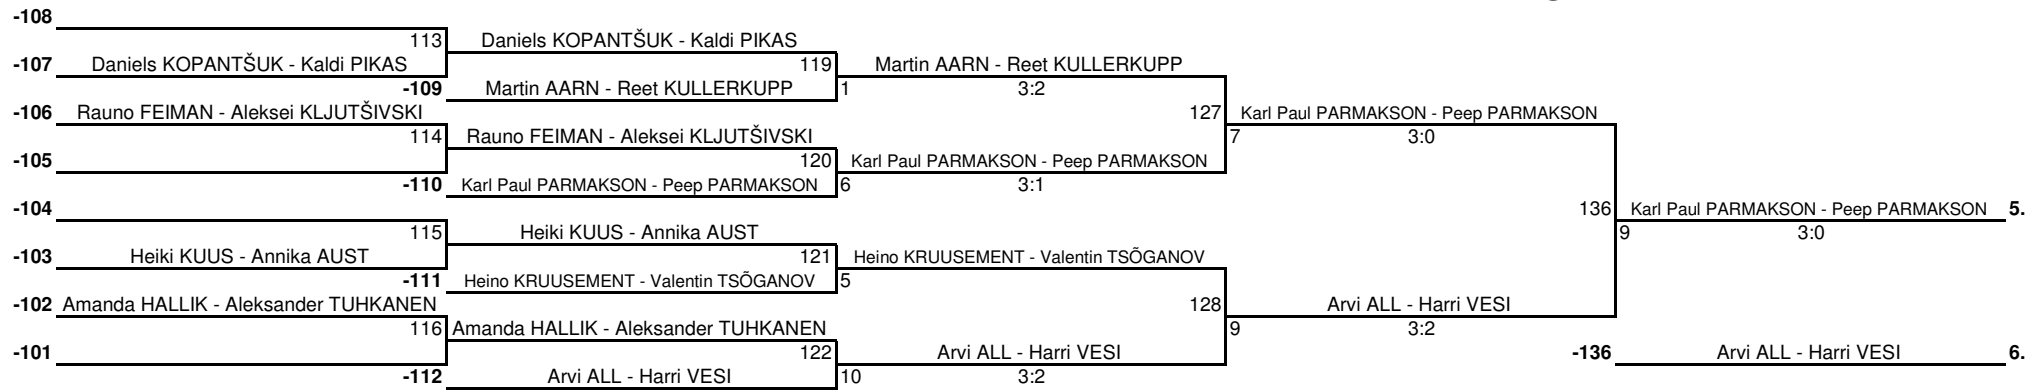 -108
113 Daniels KOPANTŠUK - Kaldi PIKAS
-107 Daniels KOPANTŠUK - Kaldi PIKAS 119 Martin AARN - Reet KULLERKUPP
-109 Martin AARN - Reet KULLERKUPP 1 3:2
-106 Rauno FEIMAN - Aleksei KLJUTŠIVSKI 127 Karl Paul PARMAKSON - Peep PARMAKSON
114 Rauno FEIMAN - Aleksei KLJUTŠIVSKI 7 3:0
-105 120 Karl Paul PARMAKSON - Peep PARMAKSON
-110 Karl Paul PARMAKSON - Peep PARMAKSON 6 3:1
-104 136 Karl Paul PARMAKSON - Peep PARMAKSON 5.
115 Heiki KUUS - Annika AUST 9 3:0
-103 Heiki KUUS - Annika AUST 121 Heino KRUUSEMENT - Valentin TSÕGANOV
-111 Heino KRUUSEMENT - Valentin TSÕGANOV 5
-102 Amanda HALLIK - Aleksander TUHKANEN 128 Arvi ALL - Harri VESI
116 Amanda HALLIK - Aleksander TUHKANEN 9 3:2
-101 122 Arvi ALL - Harri VESI -136 Arvi ALL - Harri VESI 6.
-112 Arvi ALL - Harri VESI 10 3:2